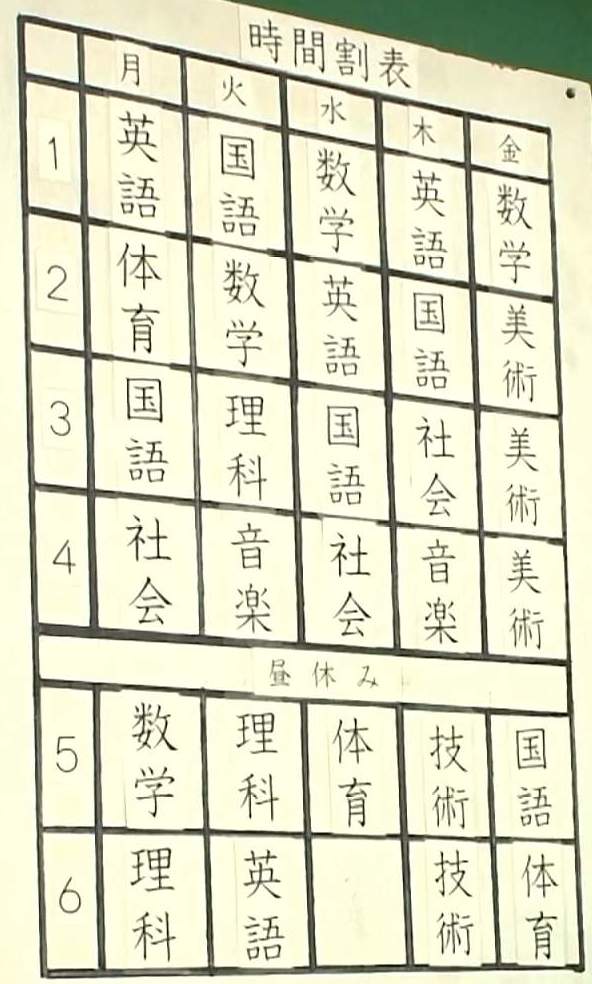 時間割表
月 火 水 木 金
1 英語 国語 数学 英語 数学
2 体育 数学 英語 国語 美術
3 国語 理科 国語 社会 美術
4 社会 音楽 社会 音楽 美術
昼休み
5 数学 理科 体育 技術 国語
6 理科 英語 技術 体育